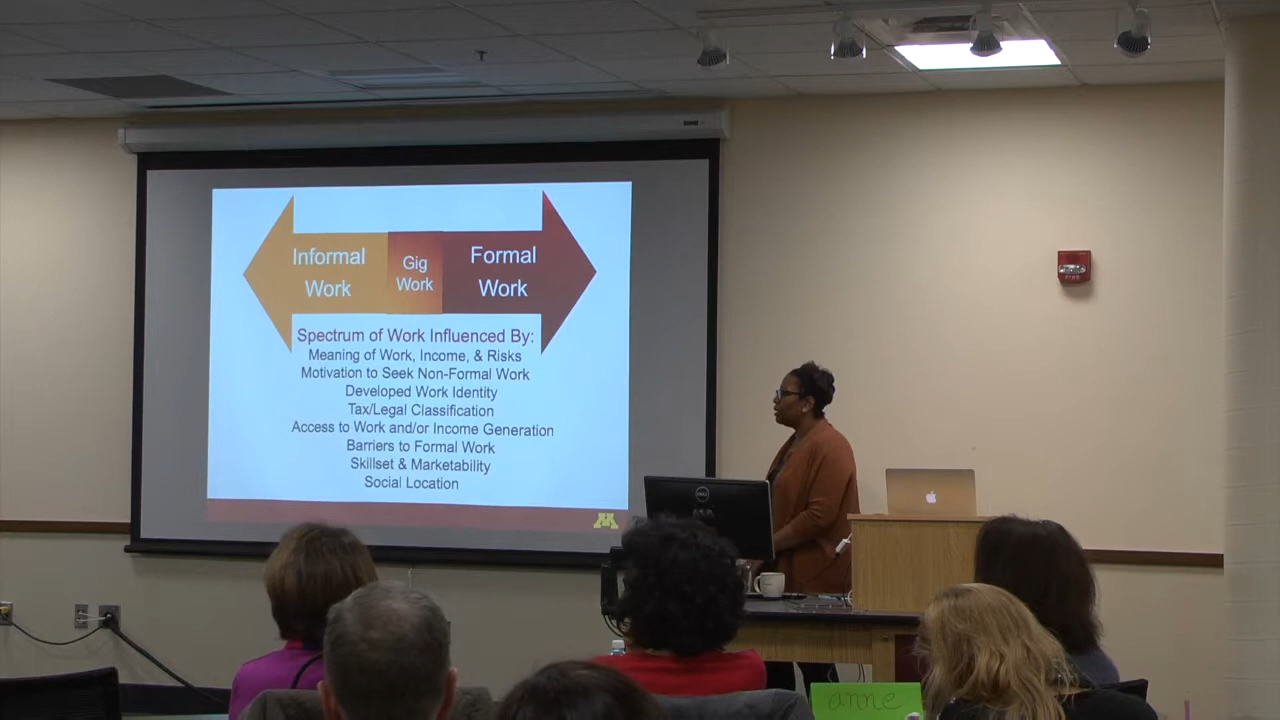 Informal
Work
Gig
Work
Formal
Work
Spectrum of Work Influenced By:
Meaning of Work, Income, & Risks
Motivation to Seek Non-Formal Work
Developed Work Identity
Tax/Legal Classification
Access to Work and/or Income Generation
Barriers to Formal Work
Skillset & Marketability
Social Location
M
FIRE
DELL
anne